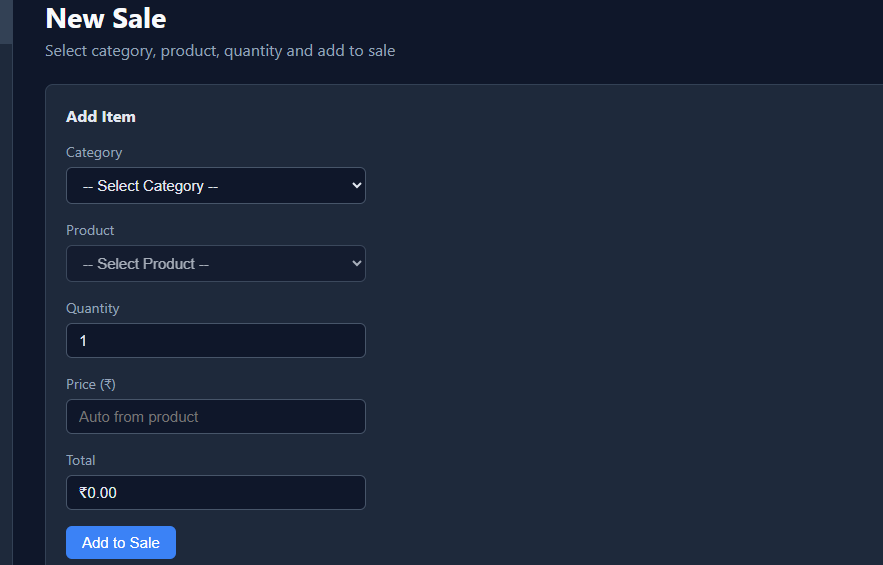 New Sale
Select category, product, quantity and add to sale
Add Item
Category
-- Select Category --
Product
-- Select Product --
Quantity
1
Price (₹)
Auto from product
Total
₹0.00
Add to Sale